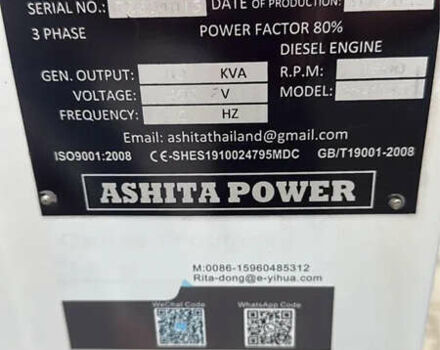 SERIAL NO.: DATE OF PRODUCTION:
3 PHASE POWER FACTOR 80%
DIESEL ENGINE
GEN. OUTPUT: KVA R.P.M.
VOLTAGE: V MODEL:
FREQUENCY: HZ
Email: ashitathailand@gmail.com
ISO9001:2008 CE-SHES1910024795MDC GB/T19001-2008
ASHITA POWER
M:0086-15960485312
Rita-dong@e-yihua.com
WeChat Code WhatsApp Code